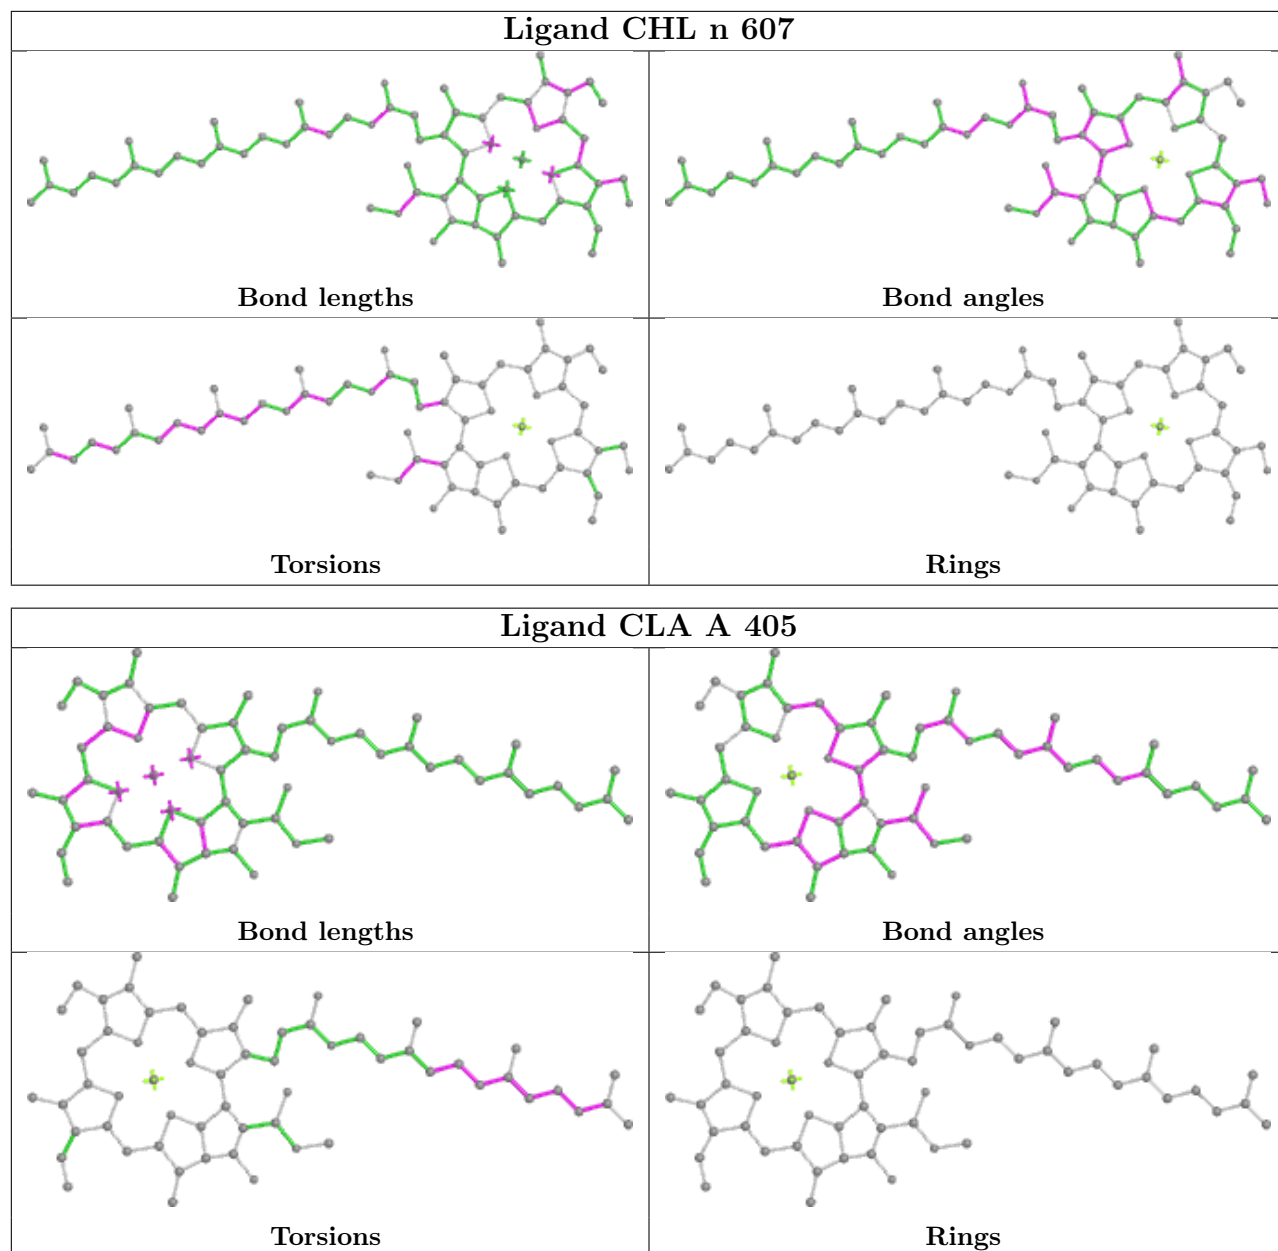 Ligand CHL n 607
Bond lengths
Bond angles
Torsions
Rings
Ligand CLA A 405
Bond lengths
Bond angles
Torsions
Rings